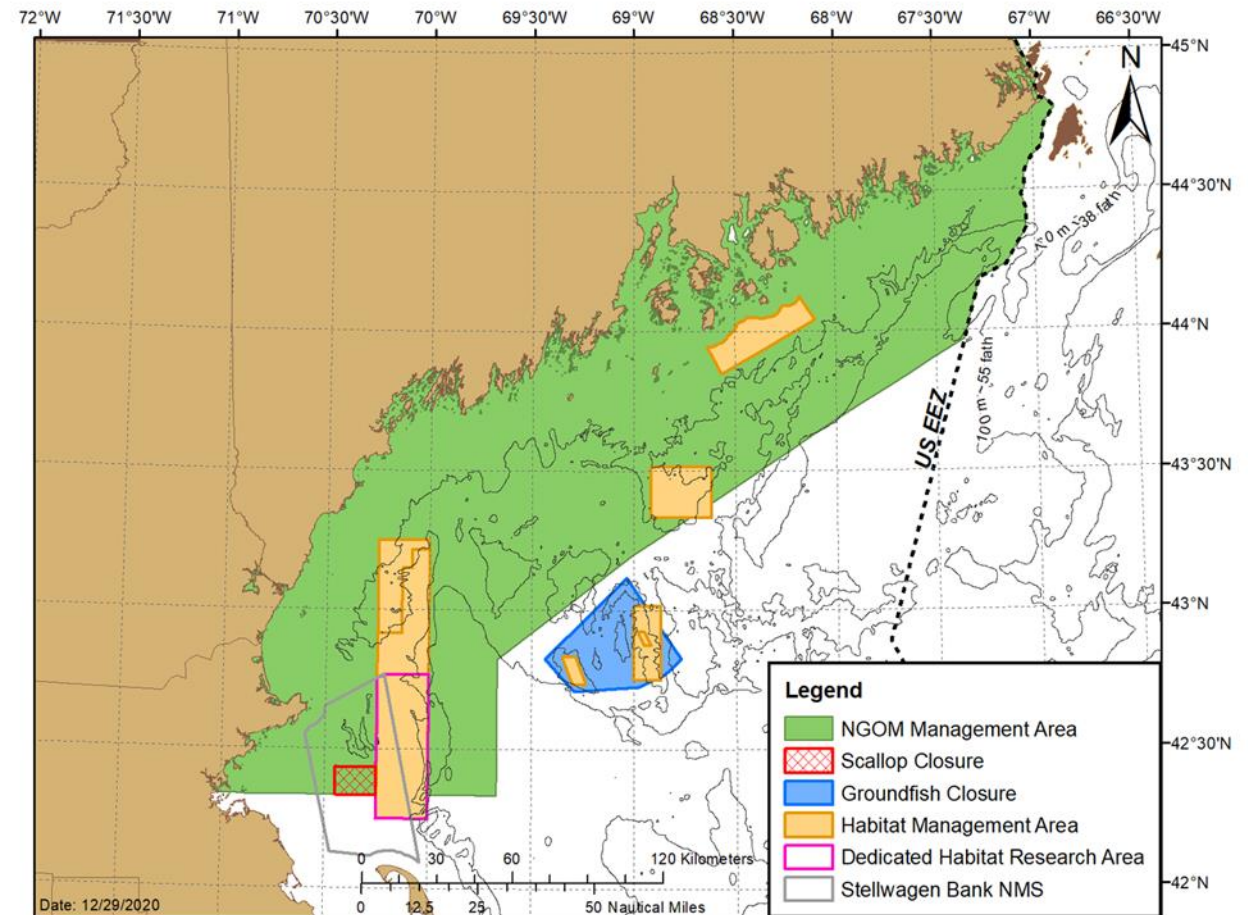 72°W 71°30'W 71°W 70°30'W 70°W 69°30'W 69°W 68°30'W 68°W 67°30'W 67°W 66°30'W
45°N
N
44°30'N
70 m ~38 fath
44°N
100 m ~55 fath
US EEZ
43°30'N
43°N
Legend
NGOM Management Area
42°30'N
Scallop Closure
Groundfish Closure
Habitat Management Area
Dedicated Habitat Research Area
Stellwagen Bank NMS
42°N
0 30 60 120 Kilometers
0 12.5 25 50 Nautical Miles
Date: 12/29/2020